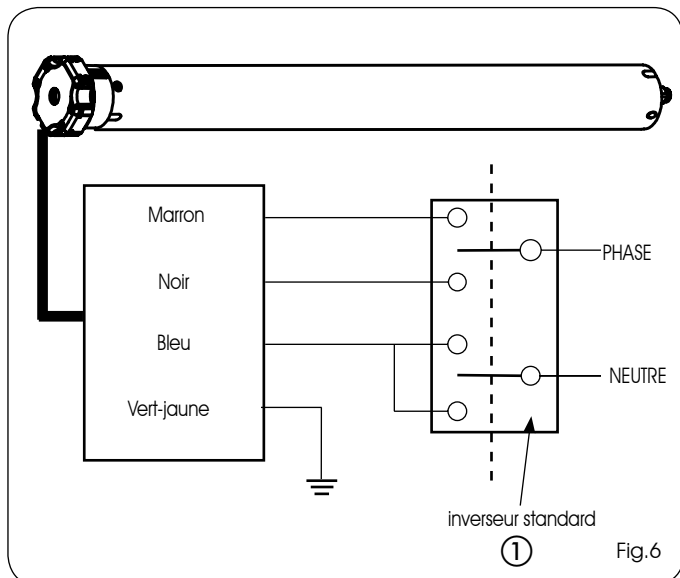 Marron
PHASE
Noir
Bleu
NEUTRE
Vert-jaune
inverseur standard
1
Fig.6